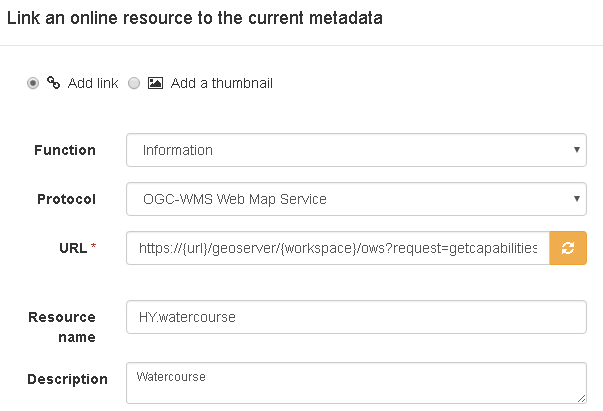 Link an online resource to the current metadata
Add link Add a thumbnail
Function Information
Protocol OGC-WMS Web Map Service
URL * https://{url}/geoserver/{workspace}/ows?request=getcapabilities
Resource name HY.watercourse
Description Watercourse